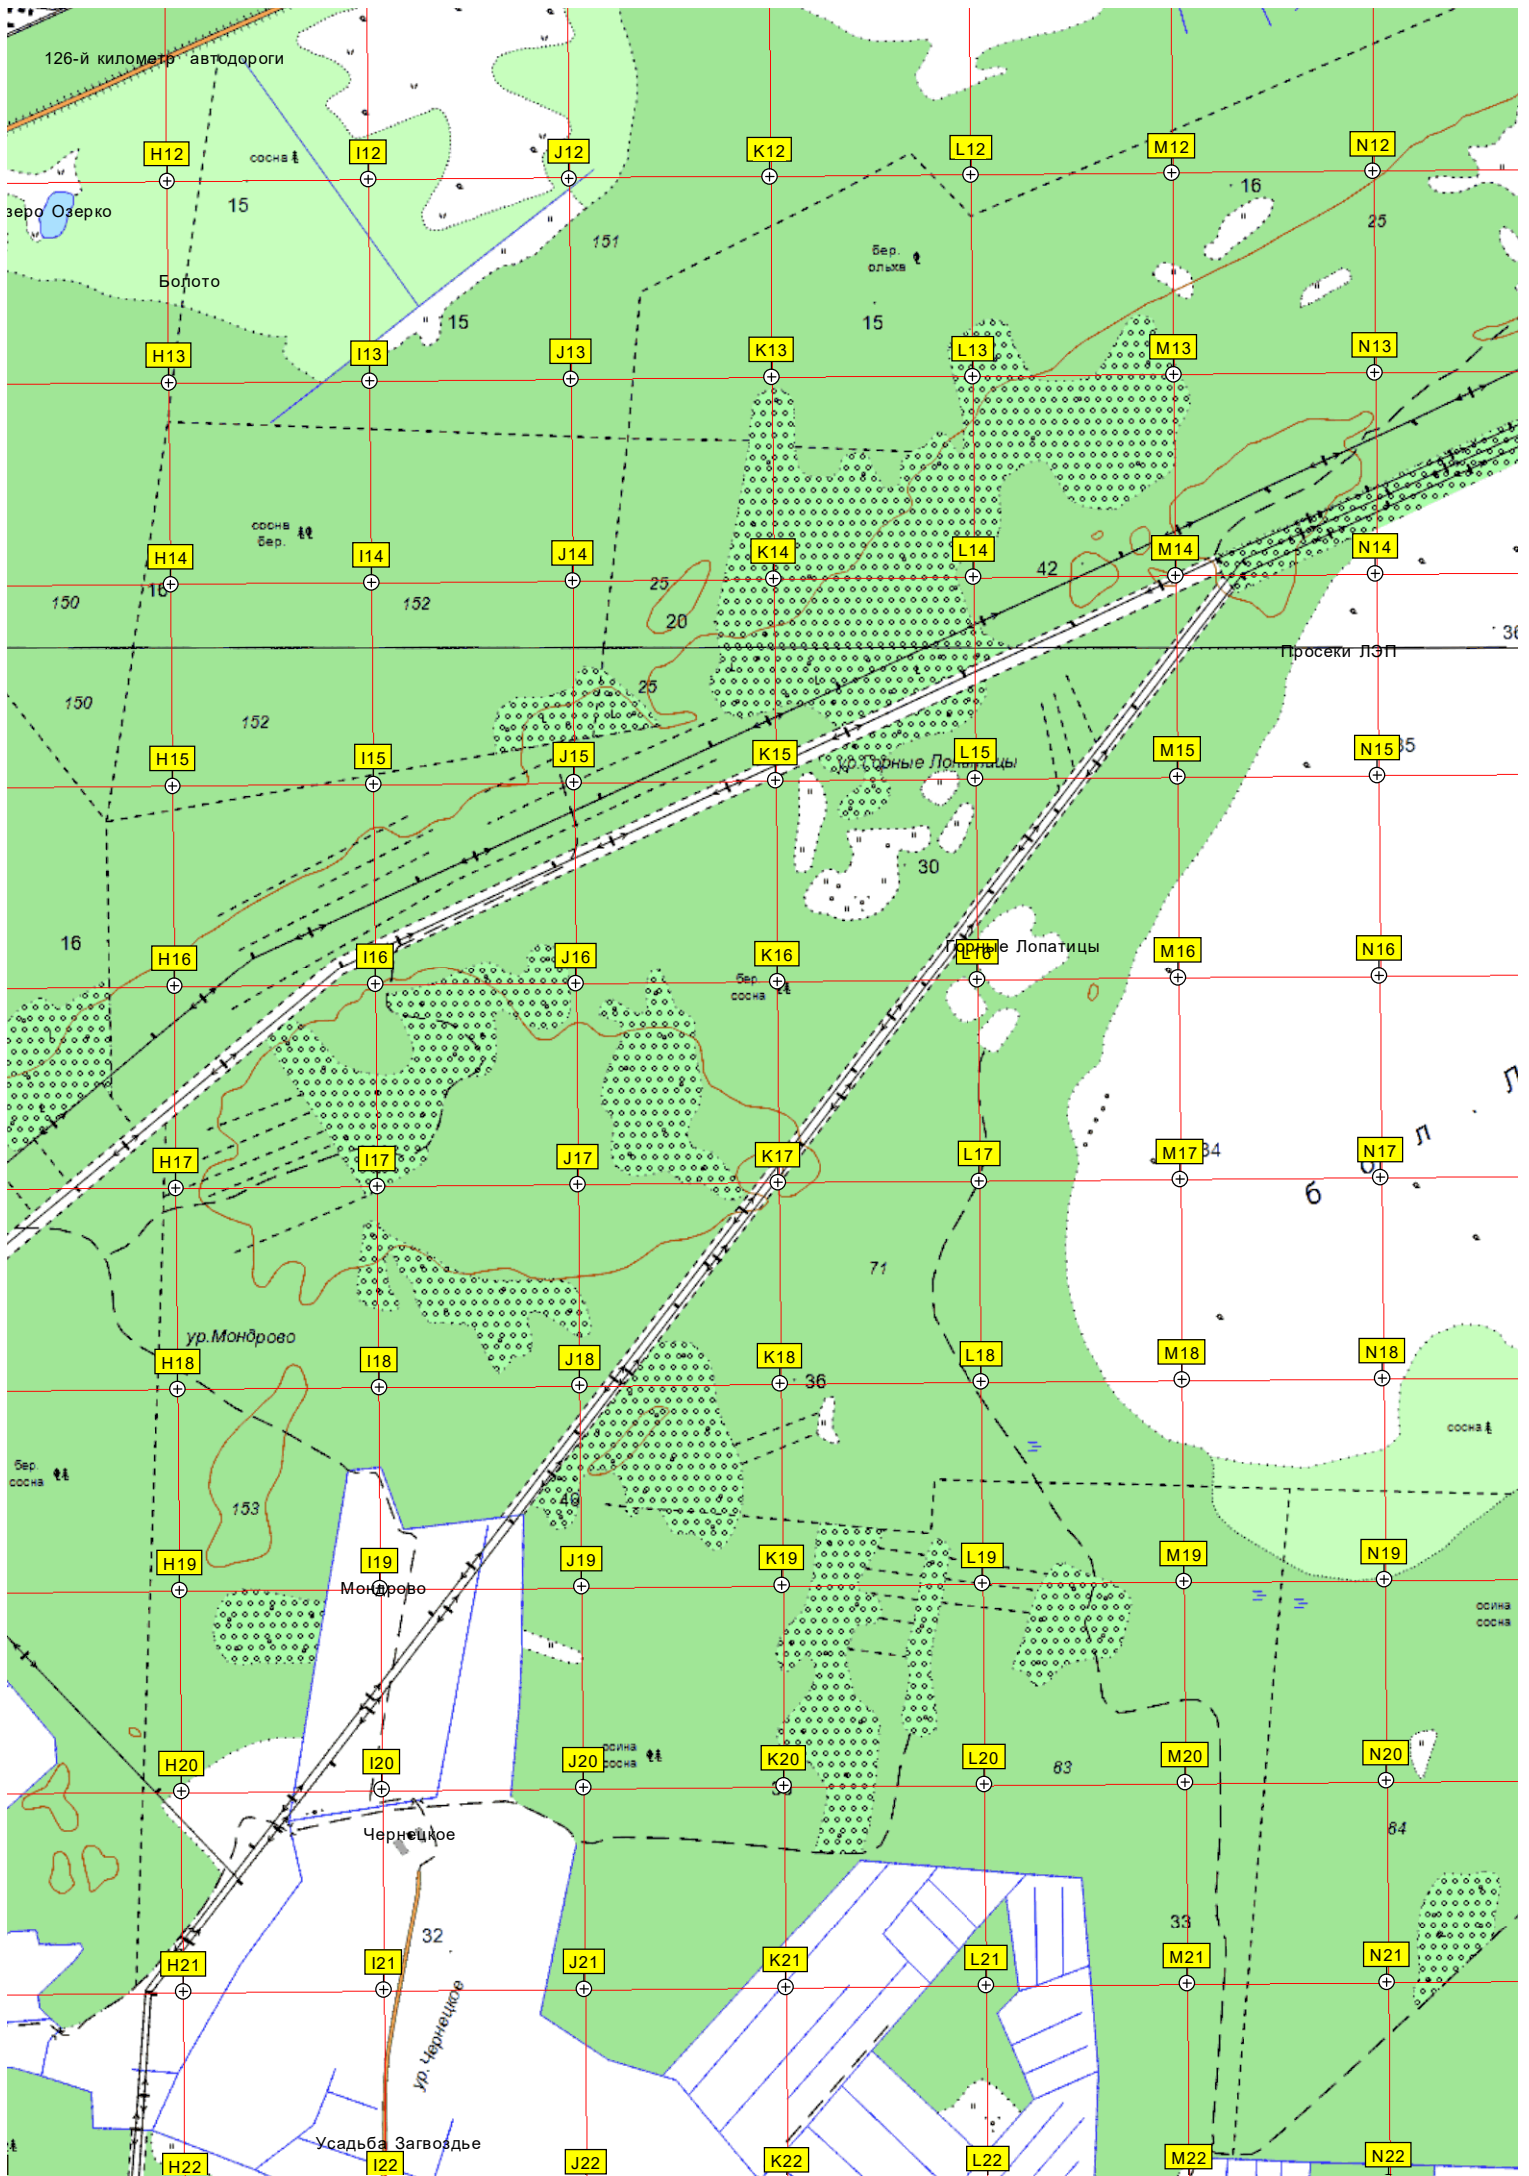 126-й километр автодороги
H12
I12
J12
K12
L12
M12
N12
сосна
16
15
Озерко
25
151
бер.
ольха
Болото
15
15
H13
I13
J13
K13
L13
M13
N13
сосна
бер.
H14
I14
J14
K14
L14
M14
N14
42
16
25
150
152
20
Просеки ЛЭП
25
150
152
H15
I15
J15
K15
L15
M15
N15
30
16
H16
I16
J16
K16
Горные Лопатицы
M16
N16
бер.
сосна
H17
I17
J17
K17
L17
M17
N17
б
о
л
71
ур.Мондрово
H18
I18
J18
K18
L18
M18
N18
36
сосна
бер.
сосна
153
40
H19
I19
J19
K19
L19
M19
N19
Мондрово
осина
сосна
осина
сосна
H20
I20
J20
K20
L20
M20
N20
83
84
Чернецкое
32
33
H21
I21
J21
K21
L21
M21
N21
ур. Чернецкое
Усадьба Загвоздье
H22
I22
J22
K22
L22
M22
N22